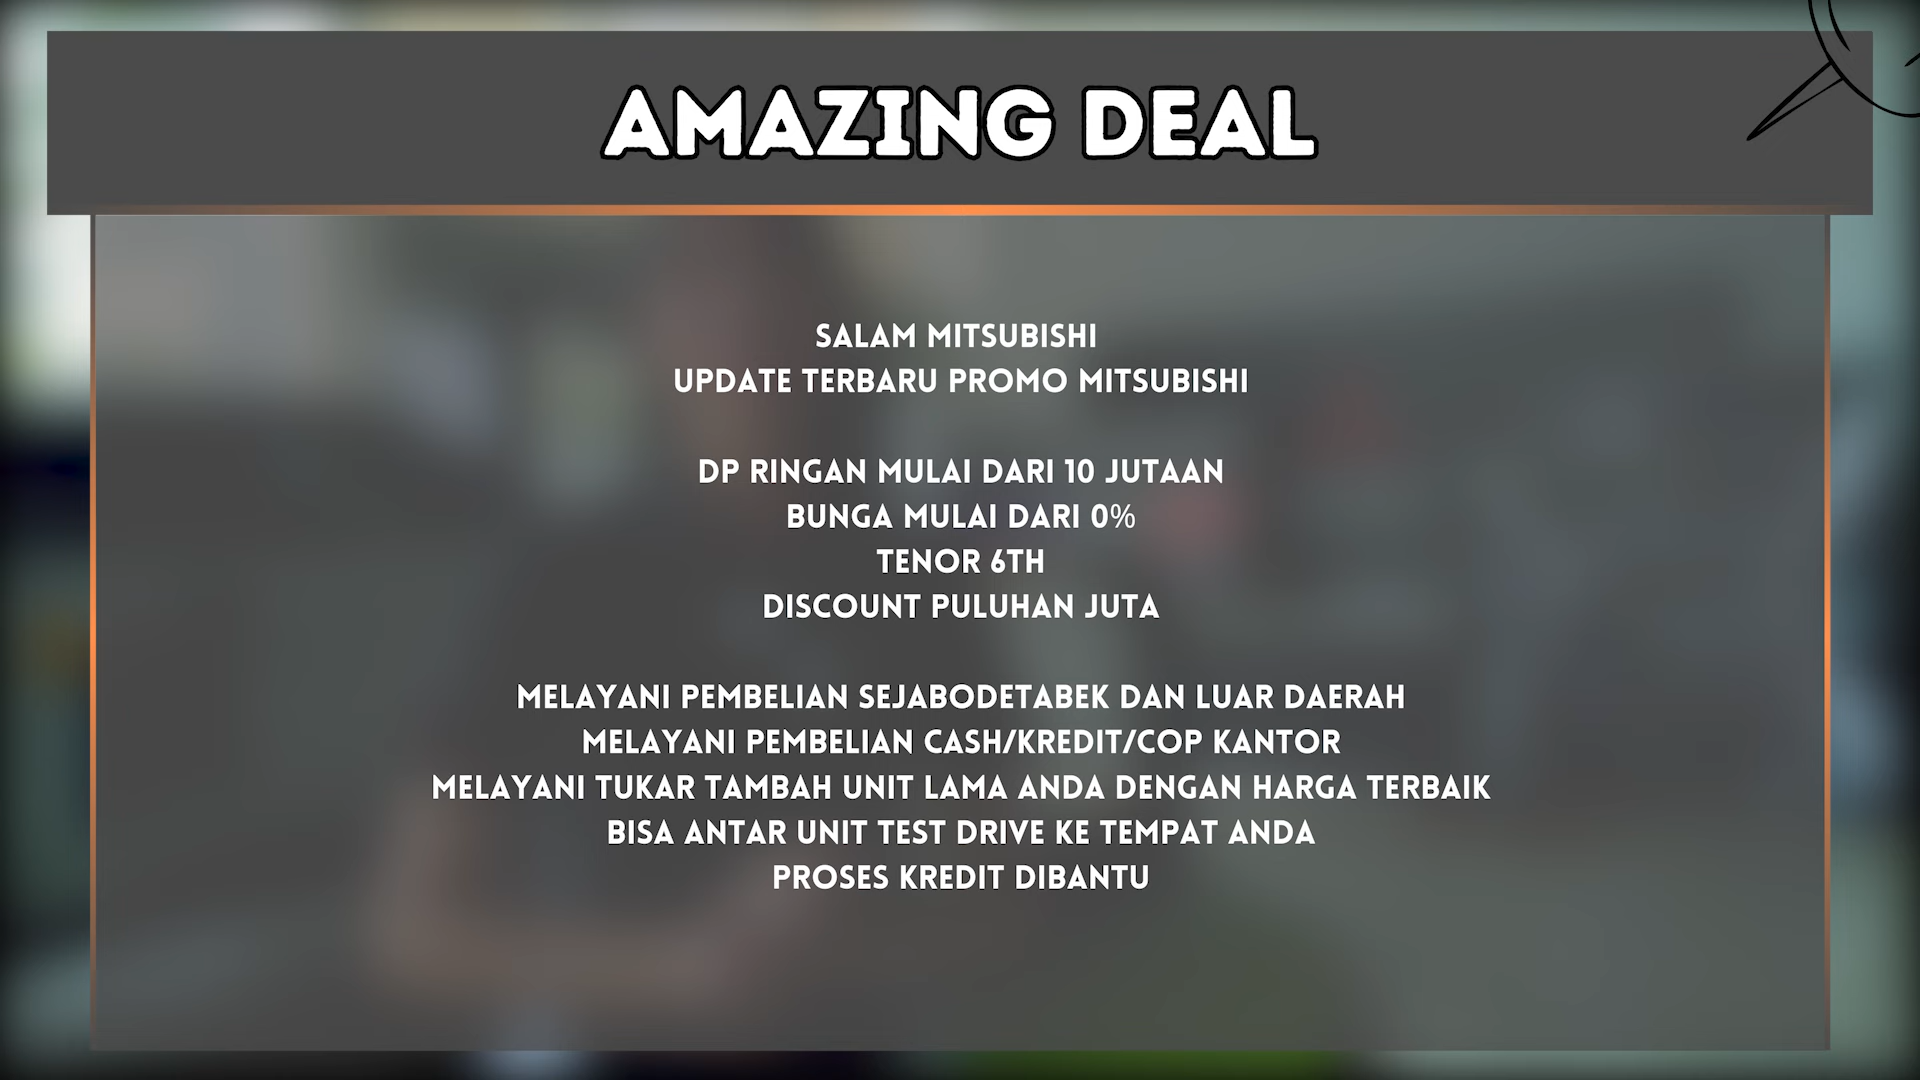 AMAZING DEAL
SALAM MITSUBISHI
UPDATE TERBARU PROMO MITSUBISHI
DP RINGAN MULAI DARI 10 JUTAAN
BUNGA MULAI DARI 0%
TENOR 6TH
DISCOUNT PULUHAN JUTA
MELAYANI PEMBELIAN SEJABODETABEK DAN LUAR DAERAH
MELAYANI PEMBELIAN CASH/KREDIT/COP KANTOR
MELAYANI TUKAR TAMBAH UNIT LAMA ANDA DENGAN HARGA TERBAIK
BISA ANTAR UNIT TEST DRIVE KE TEMPAT ANDA
PROSES KREDIT DIBANTU